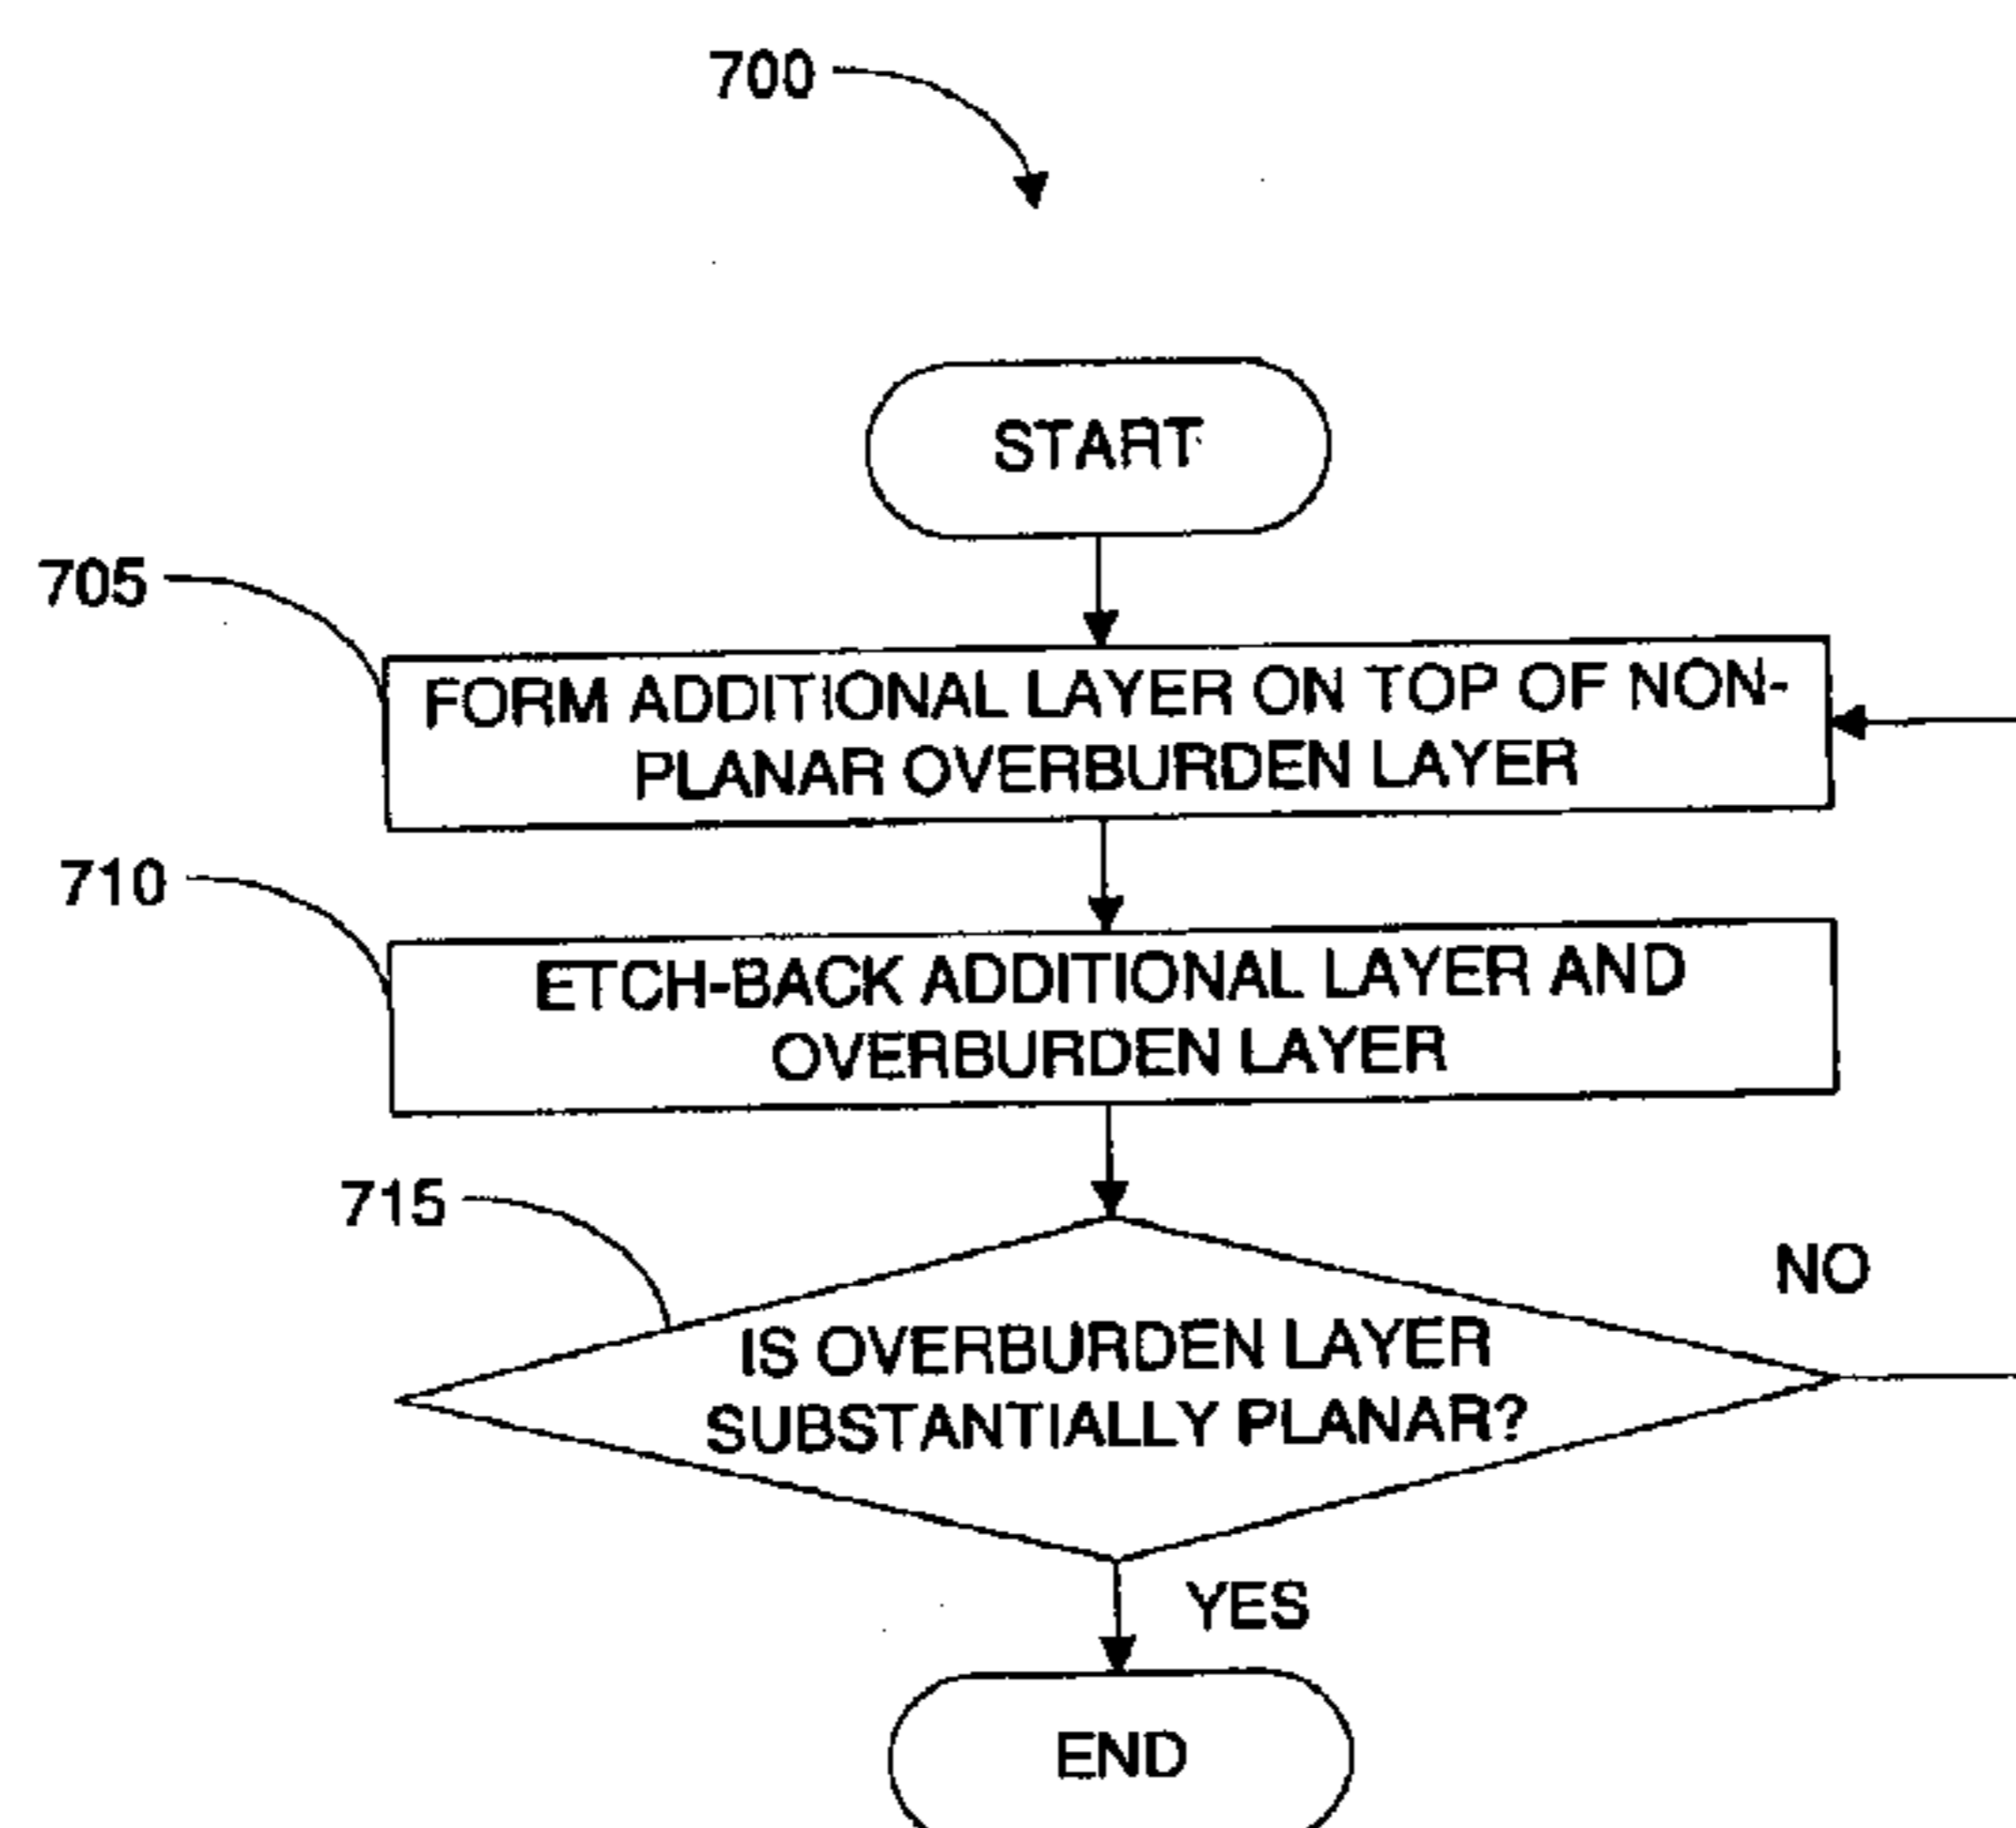 700
START
705
FORM ADDITIONAL LAYER ON TOP OF NON-
PLANAR OVERBURDEN LAYER
710
ETCH-BACK ADDITIONAL LAYER AND
OVERBURDEN LAYER
715
NO
IS OVERBURDEN LAYER
SUBSTANTIALLY PLANAR?
YES
END